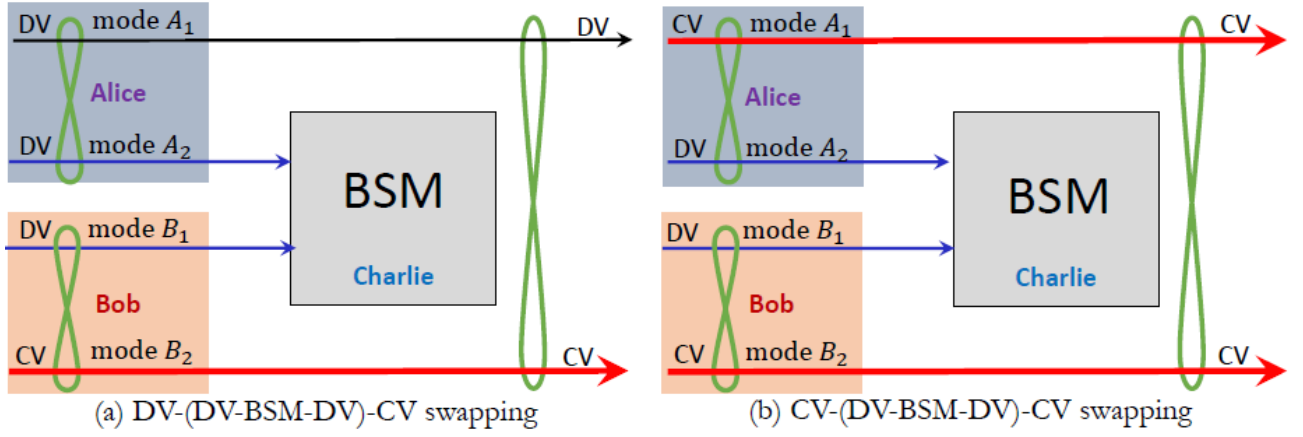 DV mode A₁ DV
Alice
DV mode A₂
BSM
Charlie
DV mode B₁
Bob
CV mode B₂ CV
(a) DV-(DV-BSM-DV)-CV swapping
CV mode A₁ CV
Alice
DV mode A₂
BSM
Charlie
DV mode B₁
Bob
CV mode B₂ CV
(b) CV-(DV-BSM-DV)-CV swapping